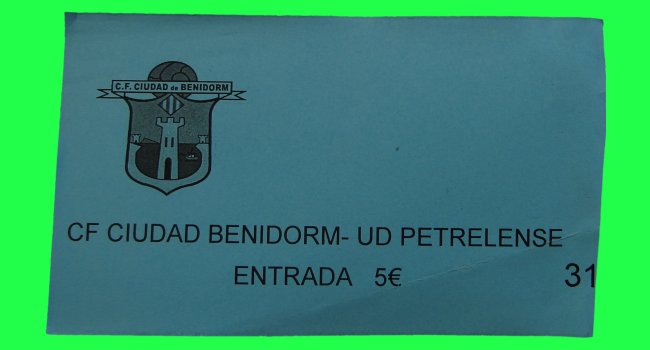 C.F. CIUDAD de BENIDORM
CF CIUDAD BENIDORM- UD PETRELENSE
ENTRADA 5€
31